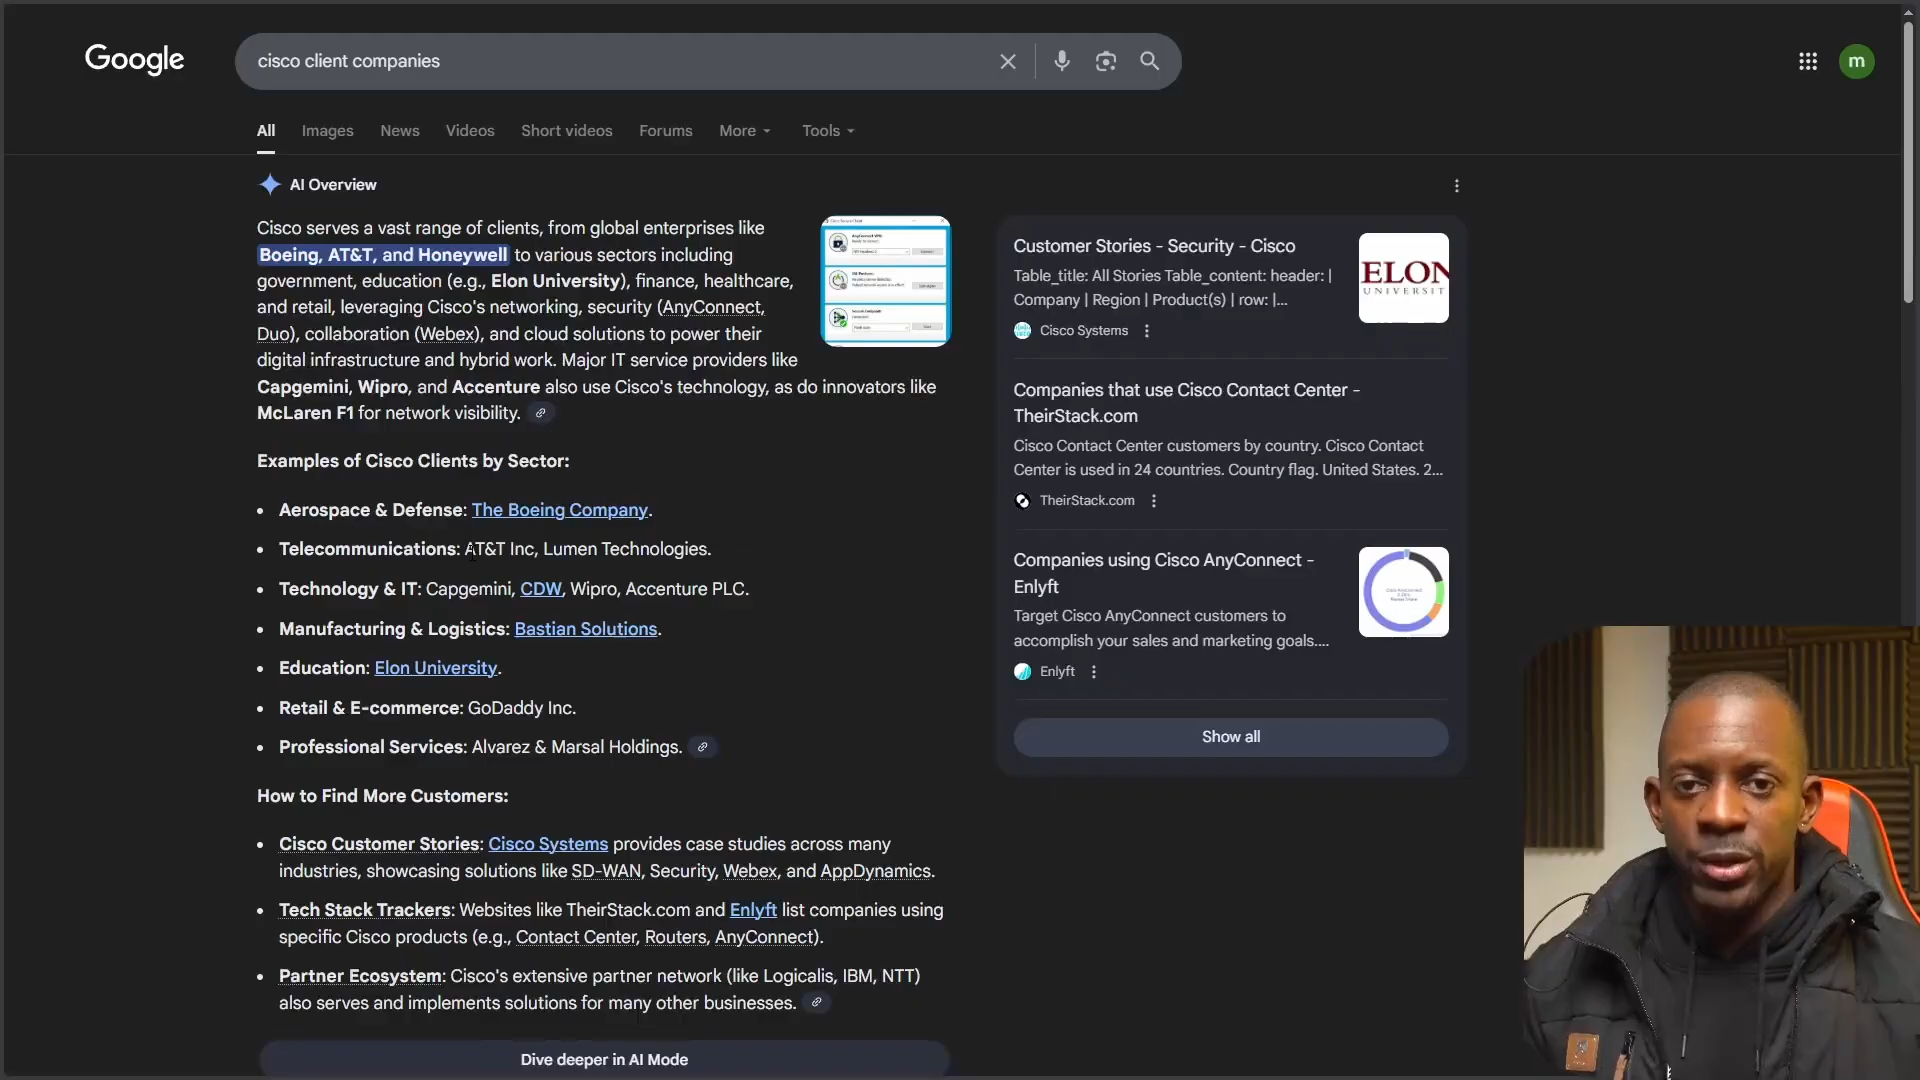 Google
cisco client companies
m
All
Images
News
Videos
Short videos
Forums
More
Tools
AI Overview
Cisco serves a vast range of clients, from global enterprises like
Boeing, AT&T, and Honeywell to various sectors including
government, education (e.g., Elon University), finance, healthcare,
and retail, leveraging Cisco's networking, security (AnyConnect,
Duo), collaboration (Webex), and cloud solutions to power their
digital infrastructure and hybrid work. Major IT service providers like
Capgemini, Wipro, and Accenture also use Cisco's technology, as do innovators like
McLaren F1 for network visibility.
Examples of Cisco Clients by Sector:
• Aerospace & Defense: The Boeing Company.
• Telecommunications: AT&T Inc, Lumen Technologies.
• Technology & IT: Capgemini, CDW, Wipro, Accenture PLC.
• Manufacturing & Logistics: Bastian Solutions.
• Education: Elon University.
• Retail & E-commerce: GoDaddy Inc.
• Professional Services: Alvarez & Marsal Holdings.
How to Find More Customers:
• Cisco Customer Stories: Cisco Systems provides case studies across many
industries, showcasing solutions like SD-WAN, Security, Webex, and AppDynamics.
• Tech Stack Trackers: Websites like TheirStack.com and Enlyft list companies using
specific Cisco products (e.g., Contact Center, Routers, AnyConnect).
• Partner Ecosystem: Cisco's extensive partner network (like Logicalis, IBM, NTT)
also serves and implements solutions for many other businesses.
Dive deeper in AI Mode
Customer Stories - Security - Cisco
Table_title: All Stories Table_content: header: |
Company | Region | Product(s) | row: |...
Cisco Systems
ELON
UNIVERSIT
Companies that use Cisco Contact Center -
TheirStack.com
Cisco Contact Center customers by country. Cisco Contact
Center is used in 24 countries. Country flag. United States. 2...
TheirStack.com
Companies using Cisco AnyConnect -
Enlyft
Target Cisco AnyConnect customers to
accomplish your sales and marketing goals....
Enlyft
Show all